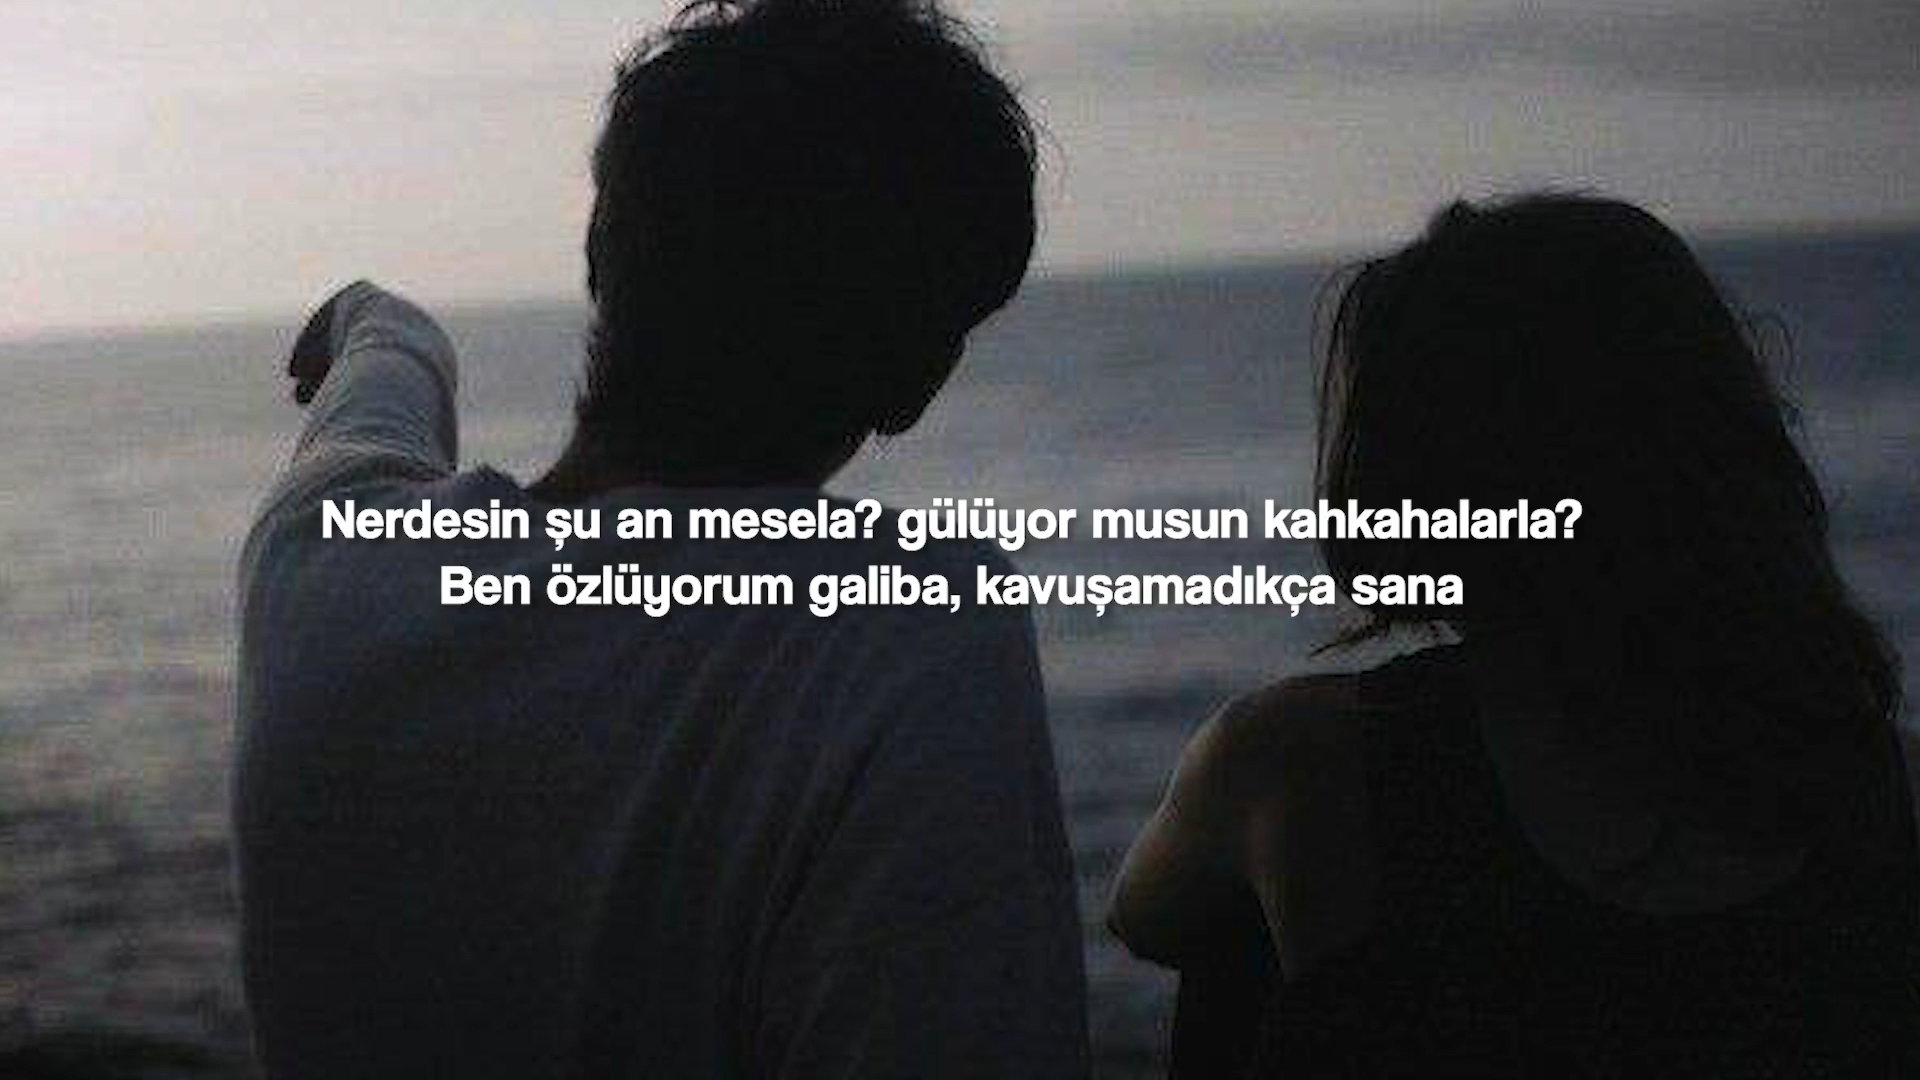 Nerdesin şu an mesela? gülüyor musun kahkahalarla?
Ben özlüyorum galiba, kavuşamadıkça sana